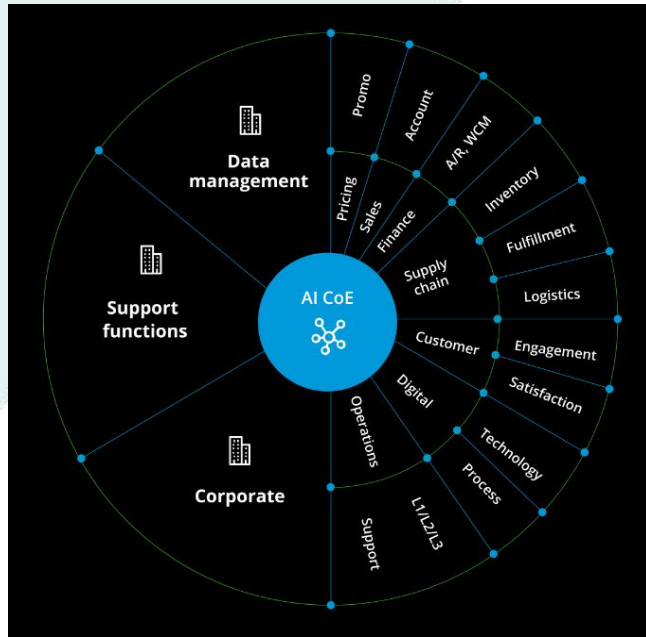 Promo
Account
A/R, WCM
Inventory
Fulfillment
Logistics
Engagement
Satisfaction
Technology
Process
L1/L2/L3
Support
Pricing
Sales
Finance
Supply
chain
Customer
Digital
Operations
AI CoE
Data
management
Support
functions
Corporate